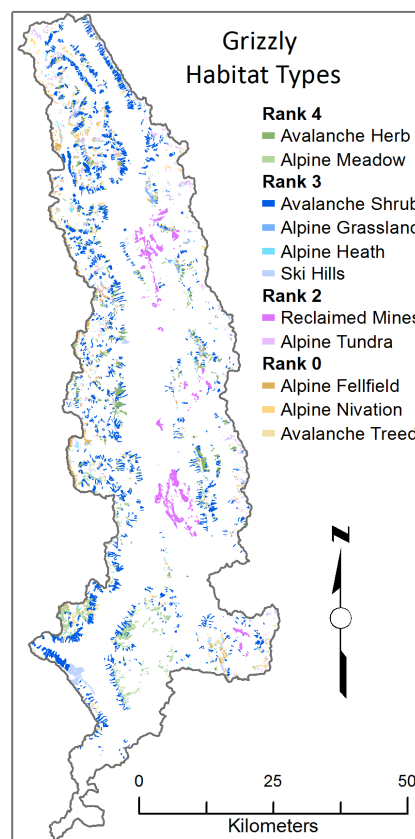 Grizzly
Habitat Types
Rank 4
Avalanche Herb
Alpine Meadow
Rank 3
Avalanche Shrub
Alpine Grassland
Alpine Heath
Ski Hills
Rank 2
Reclaimed Mines
Alpine Tundra
Rank 0
Alpine Fellfield
Alpine Nivation
Avalanche Treed
N
0 25 50
Kilometers